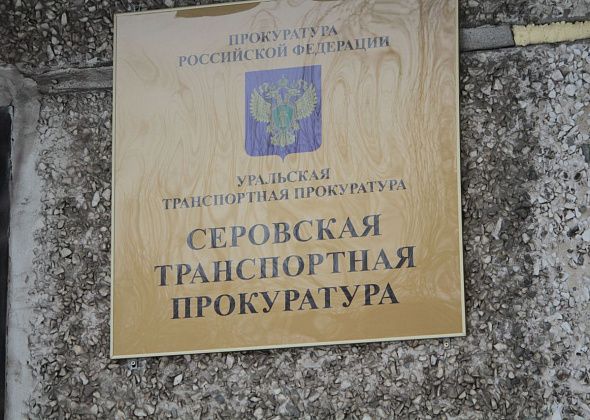 ПРОКУРАТУРА
РОССИЙСКОЙ ФЕДЕРАЦИИ
УРАЛЬСКАЯ
ТРАНСПОРТНАЯ ПРОКУРАТУРА
СЕРОВСКАЯ
ТРАНСПОРТНАЯ
ПРОКУРАТУРА